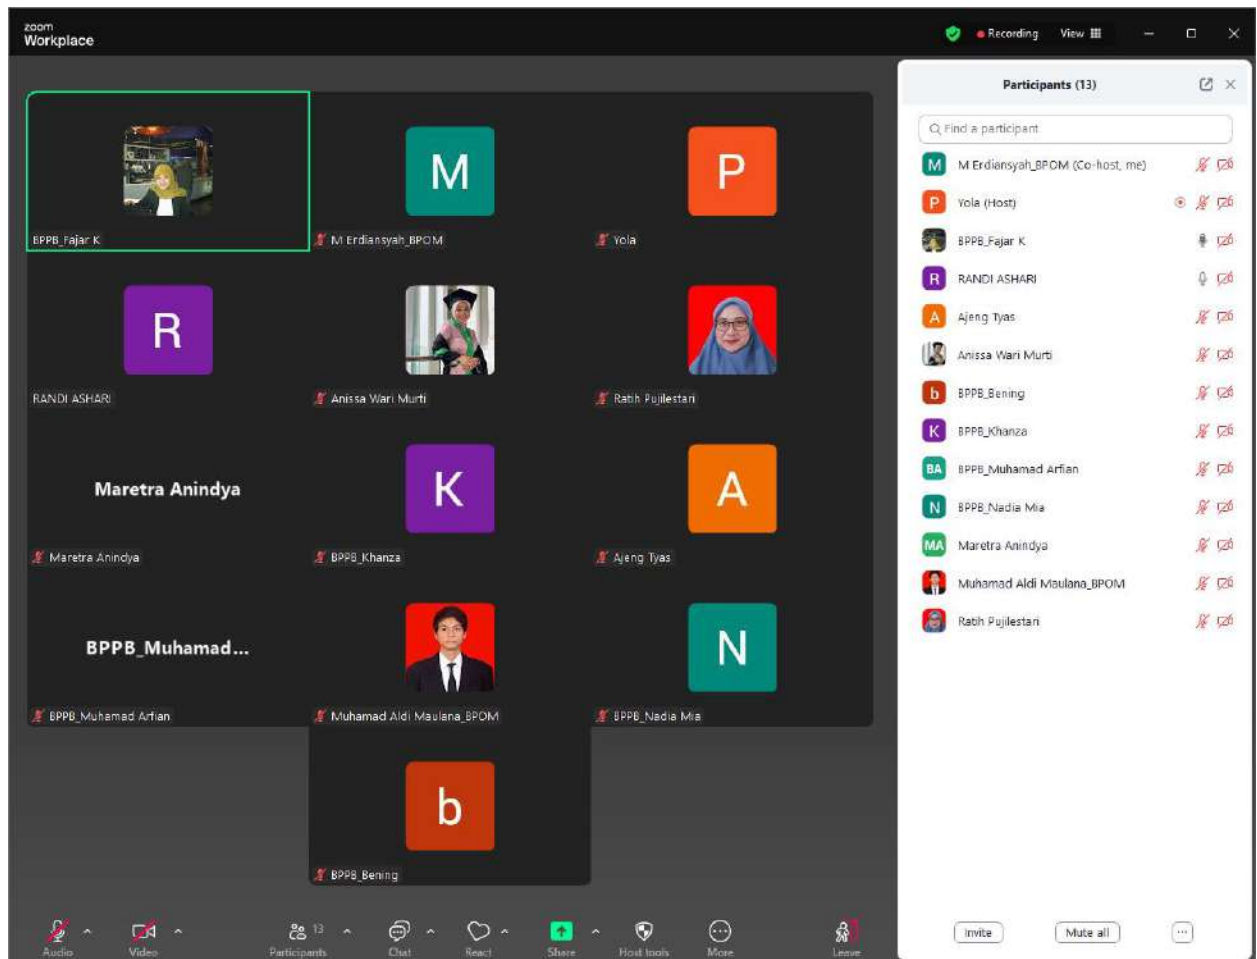 zoom
Workplace
Recording View
BPPB_Fajar K
M
M Erdiansyah_BPOM
P
Yola
R
RANDI ASHARI
Anissa Wari Murti
Ratih Pujilestari
Maretra Anindya
Maretra Anindya
K
BPPB_Khanza
A
Ajeng Tyas
BPPB_Muhamad...
BPPB_Muhamad Arfian
Muhamad Aldi Maulana_BPOM
N
BPPB_Nadia Mia
b
BPPB_Bening
Audio
Video
13
Participants
Chat
React
Share
Host tools
More
Leave
Participants (13)
Find a participant
M M Erdiansyah_BPOM (Co-host, me)
P Yola (Host)
BPPB_Fajar K
R RANDI ASHARI
A Ajeng Tyas
Anissa Wari Murti
b BPPB_Bening
K BPPB_Khanza
BA BPPB_Muhamad Arfian
N BPPB_Nadia Mia
MA Maretra Anindya
Muhamad Aldi Maulana_BPOM
Ratih Pujilestari
Invite Mute all ...